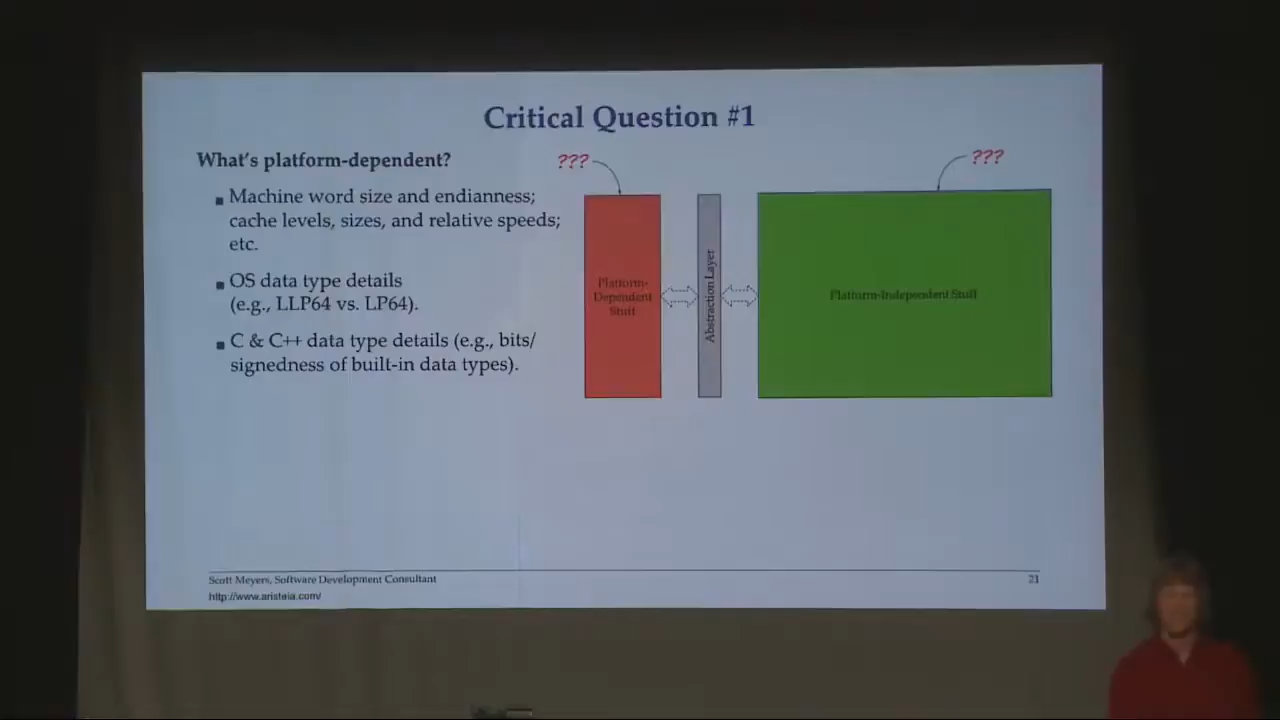 Critical Question #1
What's platform-dependent?
■ Machine word size and endianness;
cache levels, sizes, and relative speeds;
etc.
■ OS data type details
(e.g., LLP64 vs. LP64).
■ C & C++ data type details (e.g., bits/
signedness of built-in data types).
???
Platform-
Dependent
Stuff
Abstraction Layer
???
Platform-Independent Stuff
Scott Meyers, Software Development Consultant
http://www.aristeia.com/
21